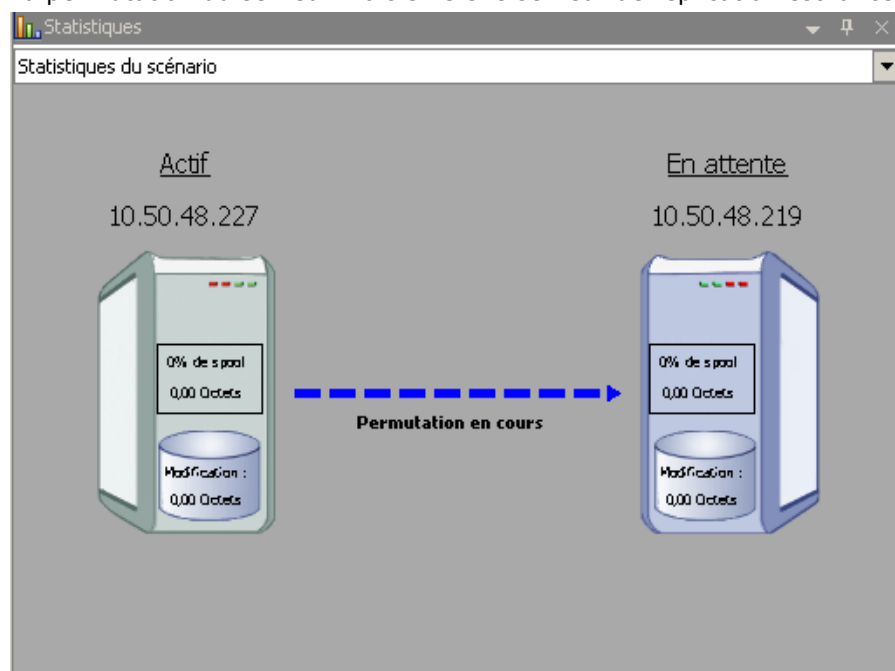 Statistiques
Statistiques du scénario
Actif
En attente
10.50.48.227
10.50.48.219
0% de spool
0,00 Octets
Modification :
0,00 Octets
Permutation en cours
0% de spool
0,00 Octets
Modification :
0,00 Octets